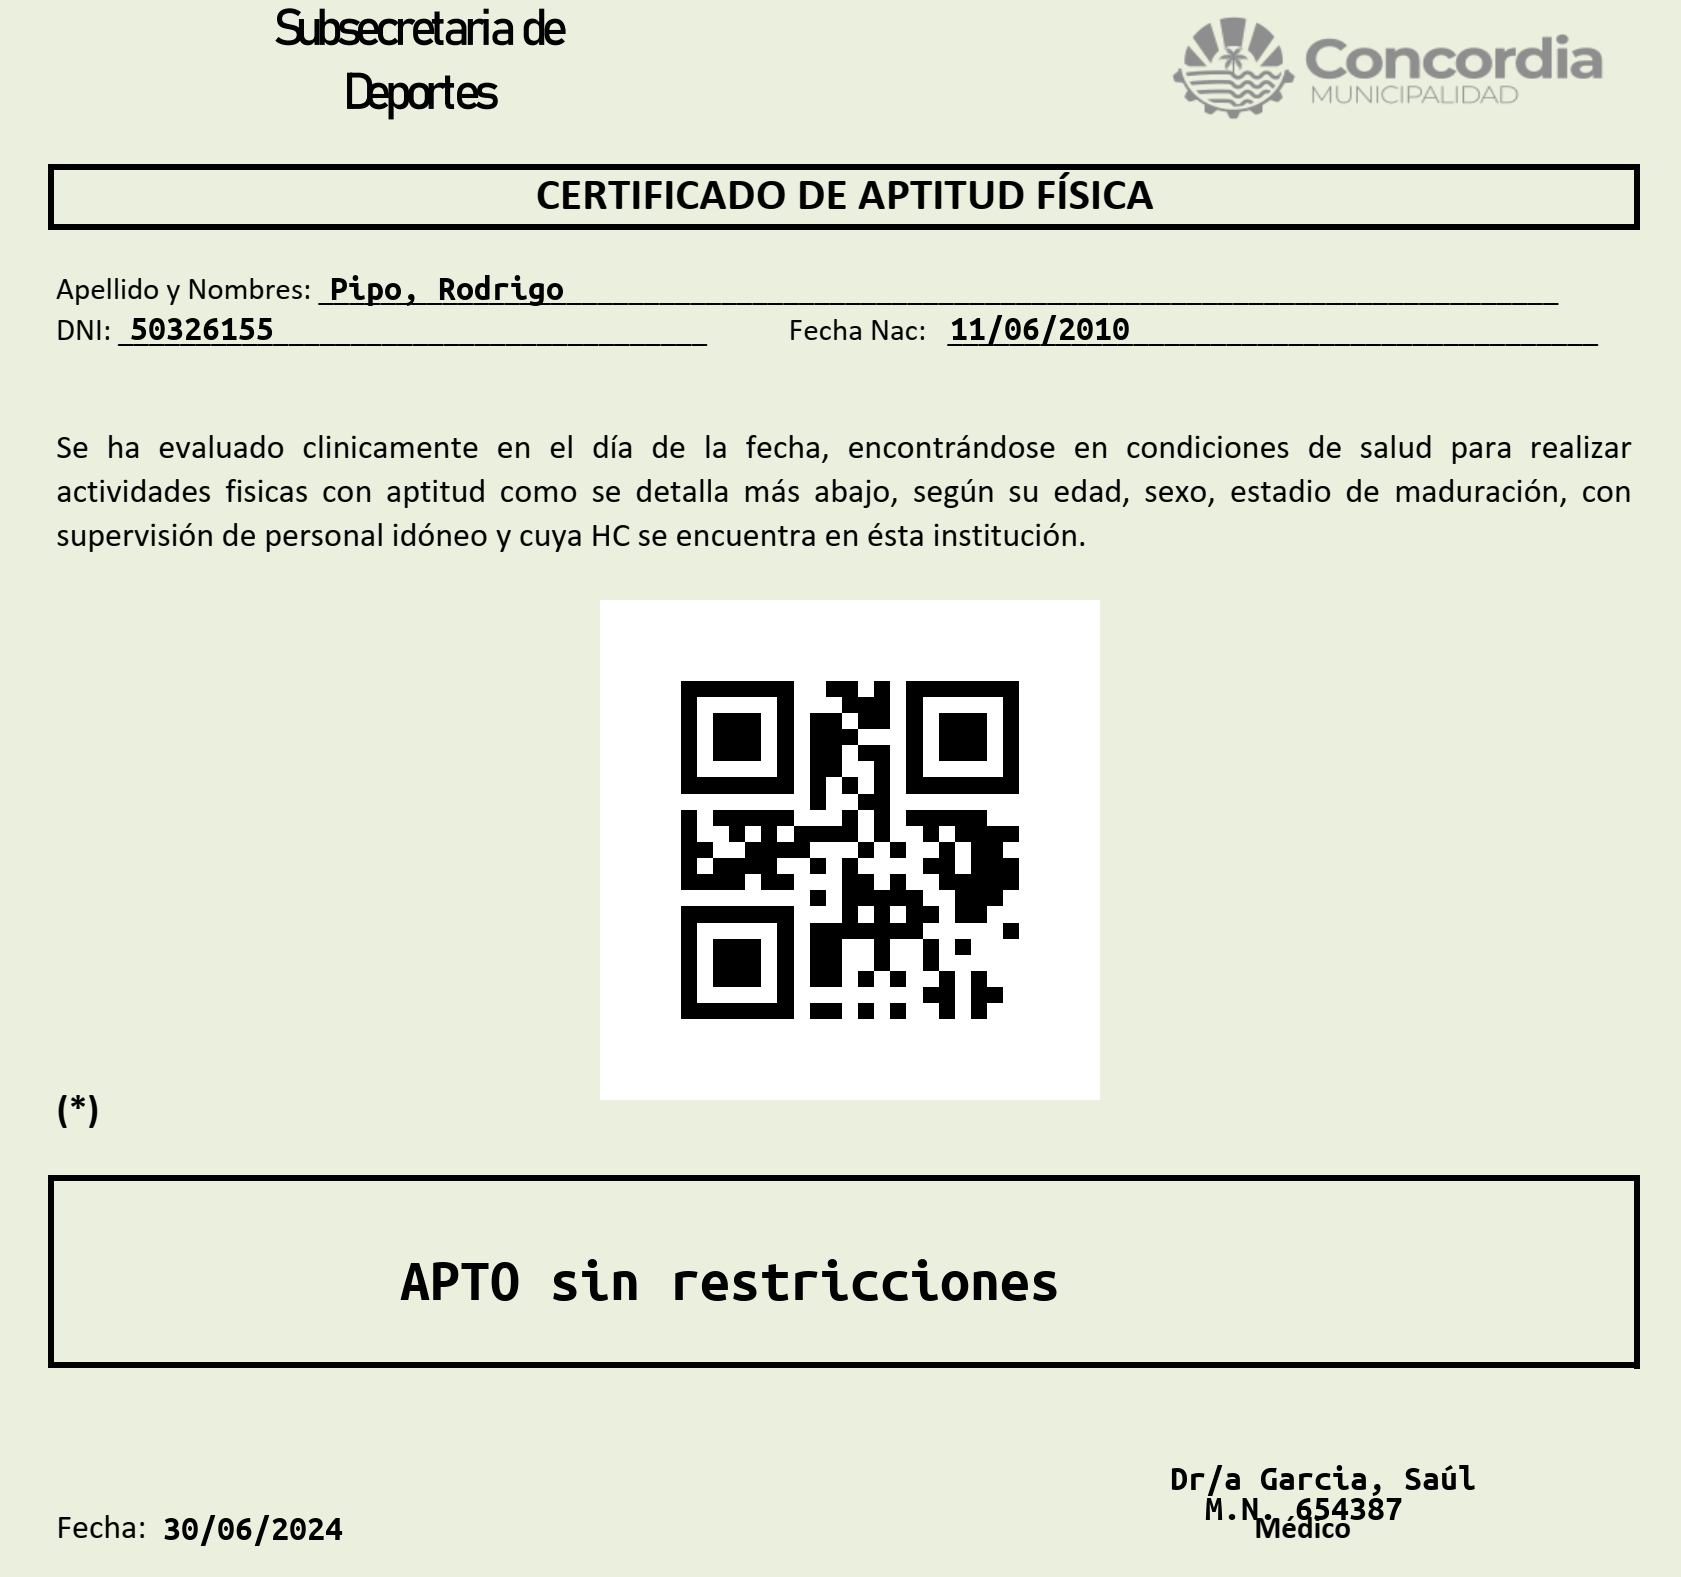 Subsecretaria de
Deportes
Concordia
MUNICIPALIDAD
CERTIFICADO DE APTITUD FÍSICA
Apellido y Nombres: Pipo, Rodrigo
DNI: 50326155 Fecha Nac: 11/06/2010
Se ha evaluado clinicamente en el día de la fecha, encontrándose en condiciones de salud para realizar
actividades fisicas con aptitud como se detalla más abajo, según su edad, sexo, estadio de maduración, con
supervisión de personal idóneo y cuya HC se encuentra en ésta institución.
(*)
APTO sin restricciones
Dr/a Garcia, Saúl
M.N. 654387
Médico
Fecha: 30/06/2024